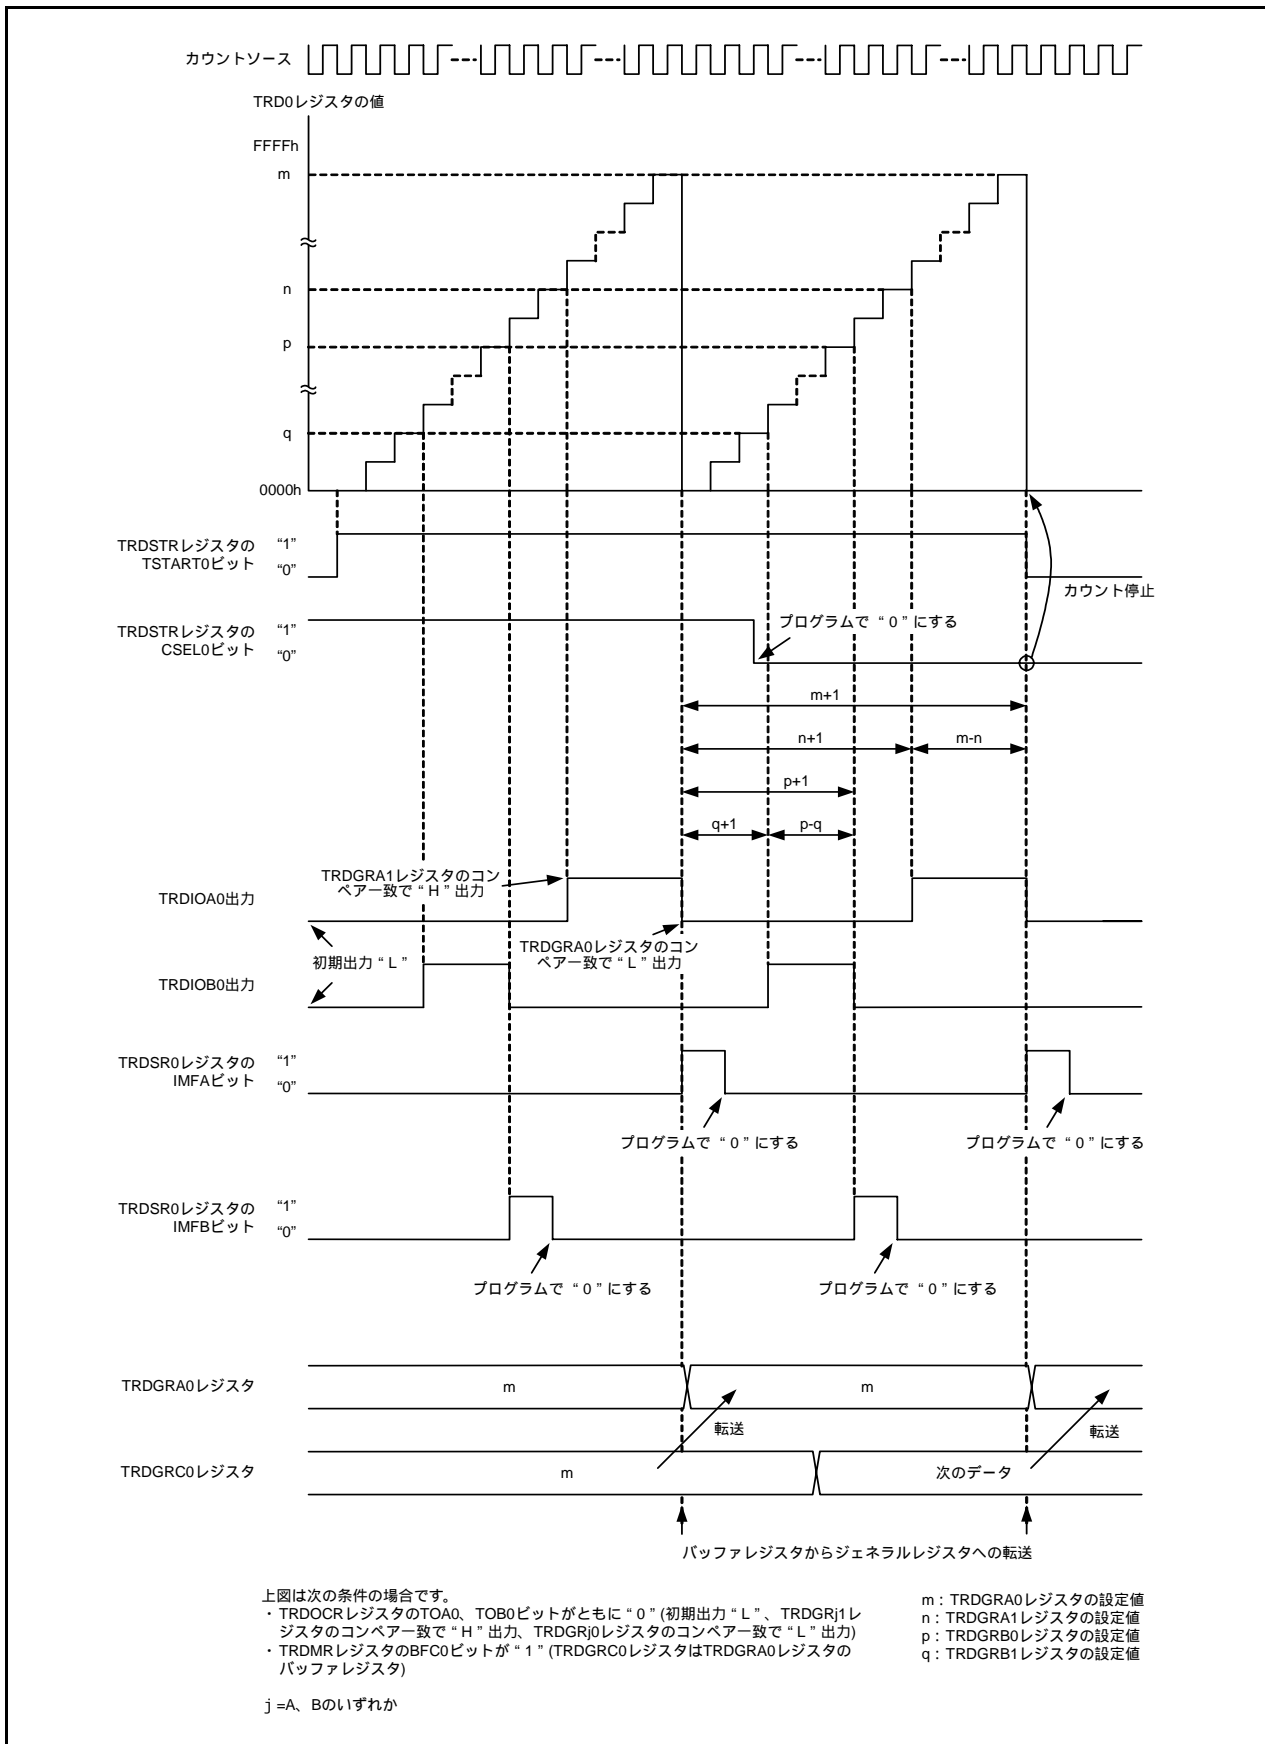 カウントソース
TRD0レジスタの値
FFFFh
m
n
p
q
0000h
TRDSTRレジスタの
TSTART0ビット
“1”
“0”
カウント停止
TRDSTRレジスタの
CSEL0ビット
“1”
“0”
プログラムで “ 0 ” にする
m+1
n+1
m-n
p+1
q+1
p-q
TRDGRA1レジスタのコン
ペア一致で “ H ” 出力
TRDIOA0出力
TRDGRA0レジスタのコン
ペア一致で “ L ” 出力
初期出力 “ L ”
TRDIOB0出力
TRDSR0レジスタの
IMFAビット
“1”
“0”
プログラムで “ 0 ” にする
プログラムで “ 0 ” にする
TRDSR0レジスタの
IMFBビット
“1”
“0”
プログラムで “ 0 ” にする
プログラムで “ 0 ” にする
TRDGRA0レジスタ
m
m
転送
転送
TRDGRC0レジスタ
m
次のデータ
バッファレジスタからジェネラルレジスタへの転送
上図は次の条件の場合です。
・ TRDOCRレジスタのTOA0、TOB0ビットがともに “ 0 ” (初期出力 “ L ” 、TRDGRj1レ
ジスタのコンペア一致で “ H ” 出力、TRDGRj0レジスタのコンペア一致で “ L ” 出力)
・ TRDMRレジスタのBFC0ビットが “ 1 ” (TRDGRC0レジスタはTRDGRA0レジスタの
バッファレジスタ)
j =A、Bのいずれか
m : TRDGRA0レジスタの設定値
n : TRDGRA1レジスタの設定値
p : TRDGRB0レジスタの設定値
q : TRDGRB1レジスタの設定値